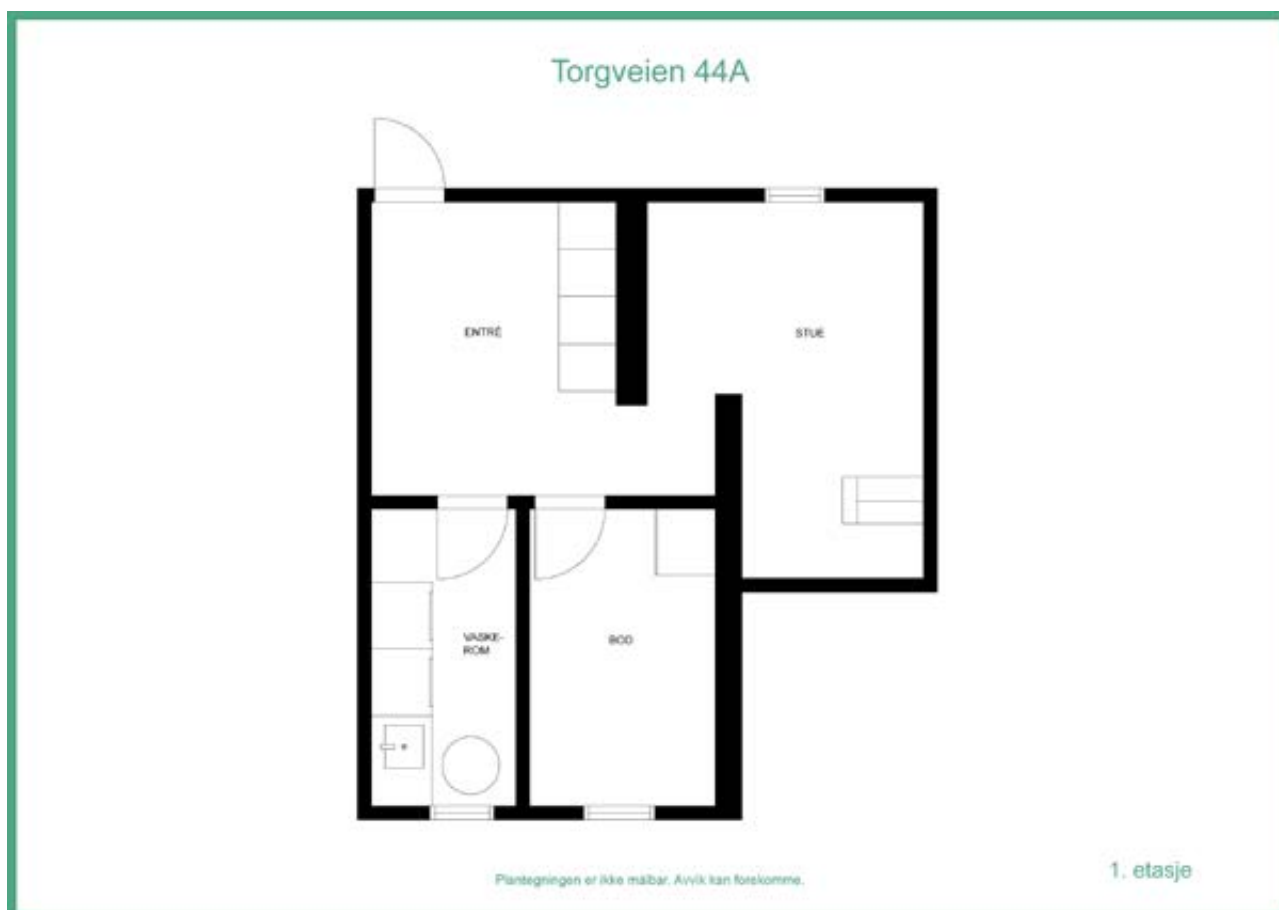 Torgveien 44A
ENTRÉ
STUE
VASKE-
ROM
BOD
1. etasje
Plantegningen er ikke målbar. Avvik kan forekomme.